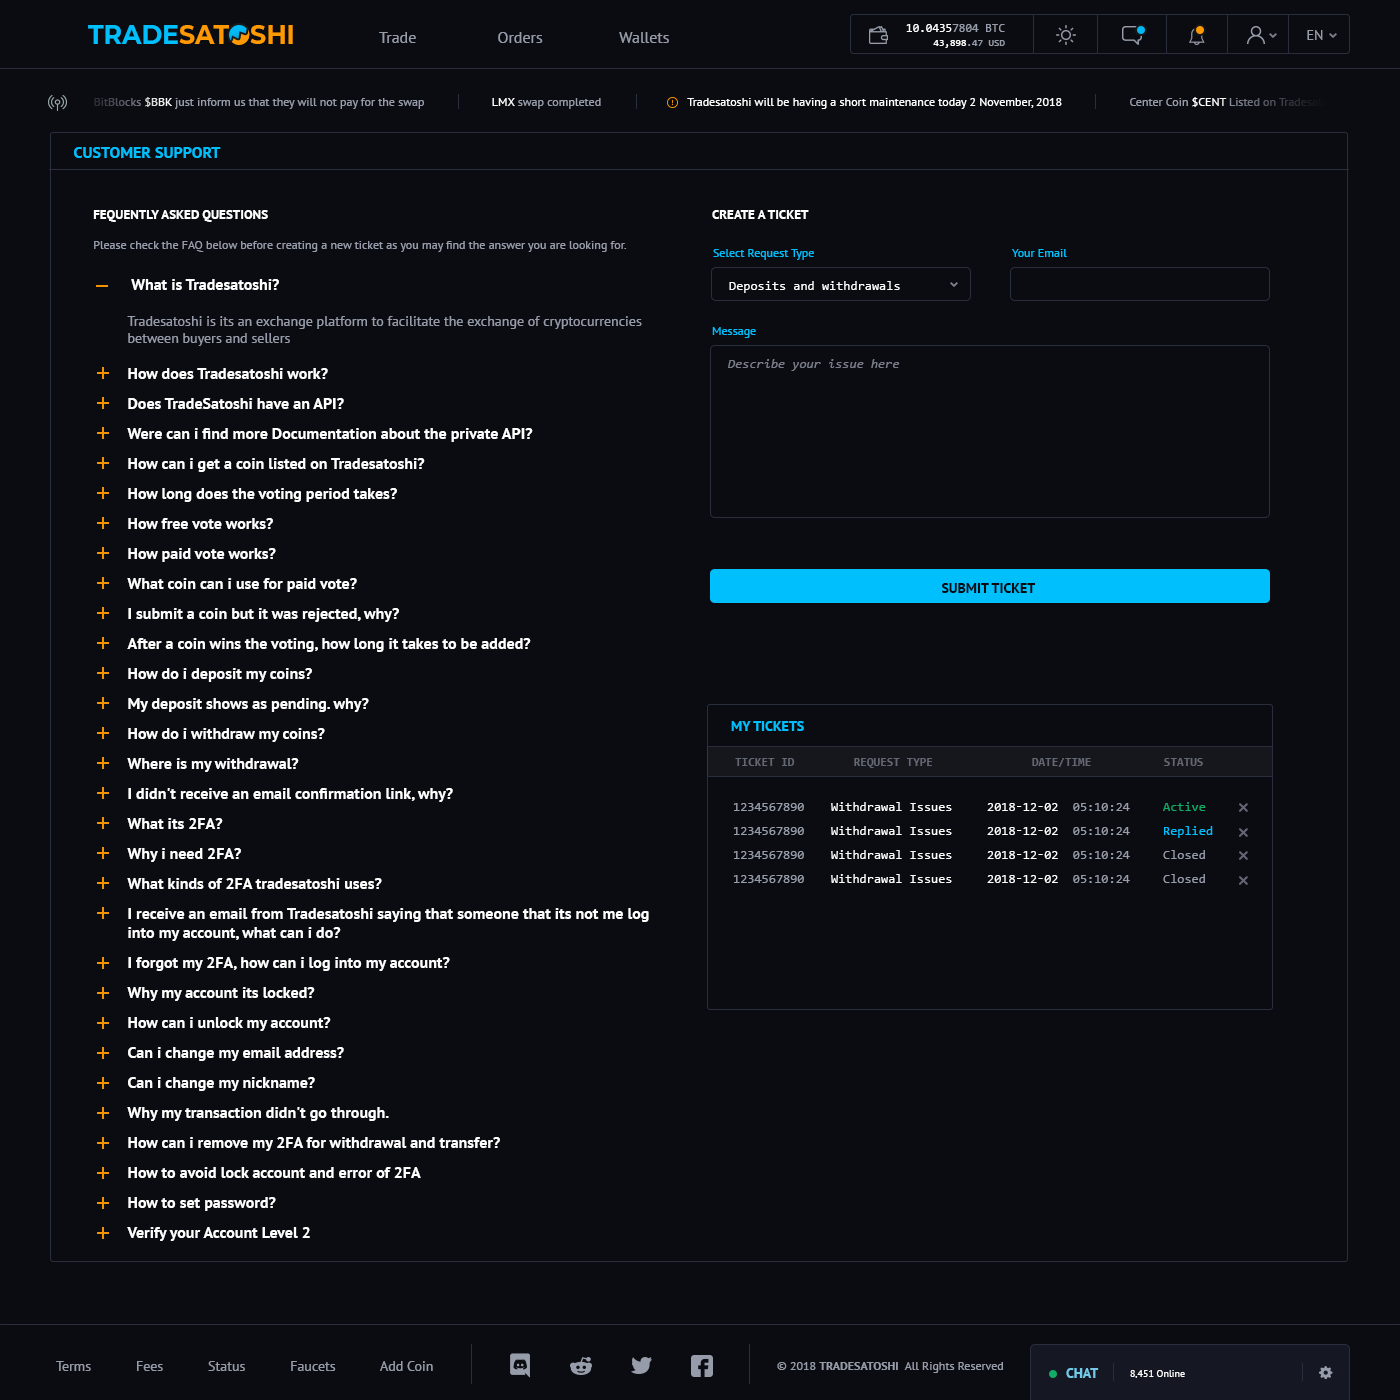 TRADESATOSHI
Trade
Orders
Wallets
10.04357804 BTC
43,898.47 USD
EN
BitBlocks $BBK just inform us that they will not pay for the swap
LMX swap completed
Tradesatoshi will be having a short maintenance today 2 November, 2018
Center Coin $CENT Listed on Tradesatoshi
CUSTOMER SUPPORT
FEQUENTLY ASKED QUESTIONS
Please check the FAQ below before creating a new ticket as you may find the answer you are looking for.
What is Tradesatoshi?
Tradesatoshi is its an exchange platform to facilitate the exchange of cryptocurrencies
between buyers and sellers
How does Tradesatoshi work?
Does TradeSatoshi have an API?
Were can i find more Documentation about the private API?
How can i get a coin listed on Tradesatoshi?
How long does the voting period takes?
How free vote works?
How paid vote works?
What coin can i use for paid vote?
I submit a coin but it was rejected, why?
After a coin wins the voting, how long it takes to be added?
How do i deposit my coins?
My deposit shows as pending. why?
How do i withdraw my coins?
Where is my withdrawal?
I didn't receive an email confirmation link, why?
What its 2FA?
Why i need 2FA?
What kinds of 2FA tradesatoshi uses?
I receive an email from Tradesatoshi saying that someone that its not me log
into my account, what can i do?
I forgot my 2FA, how can i log into my account?
Why my account its locked?
How can i unlock my account?
Can i change my email address?
Can i change my nickname?
Why my transaction didn't go through.
How can i remove my 2FA for withdrawal and transfer?
How to avoid lock account and error of 2FA
How to set password?
Verify your Account Level 2
CREATE A TICKET
Select Request Type
Your Email
Deposits and withdrawals
Message
Describe your issue here
SUBMIT TICKET
MY TICKETS
TICKET ID REQUEST TYPE DATE/TIME STATUS
1234567890 Withdrawal Issues 2018-12-02 05:10:24 Active
1234567890 Withdrawal Issues 2018-12-02 05:10:24 Replied
1234567890 Withdrawal Issues 2018-12-02 05:10:24 Closed
1234567890 Withdrawal Issues 2018-12-02 05:10:24 Closed
Terms
Fees
Status
Faucets
Add Coin
© 2018 TRADESATOSHI All Rights Reserved
CHAT
8,451 Online